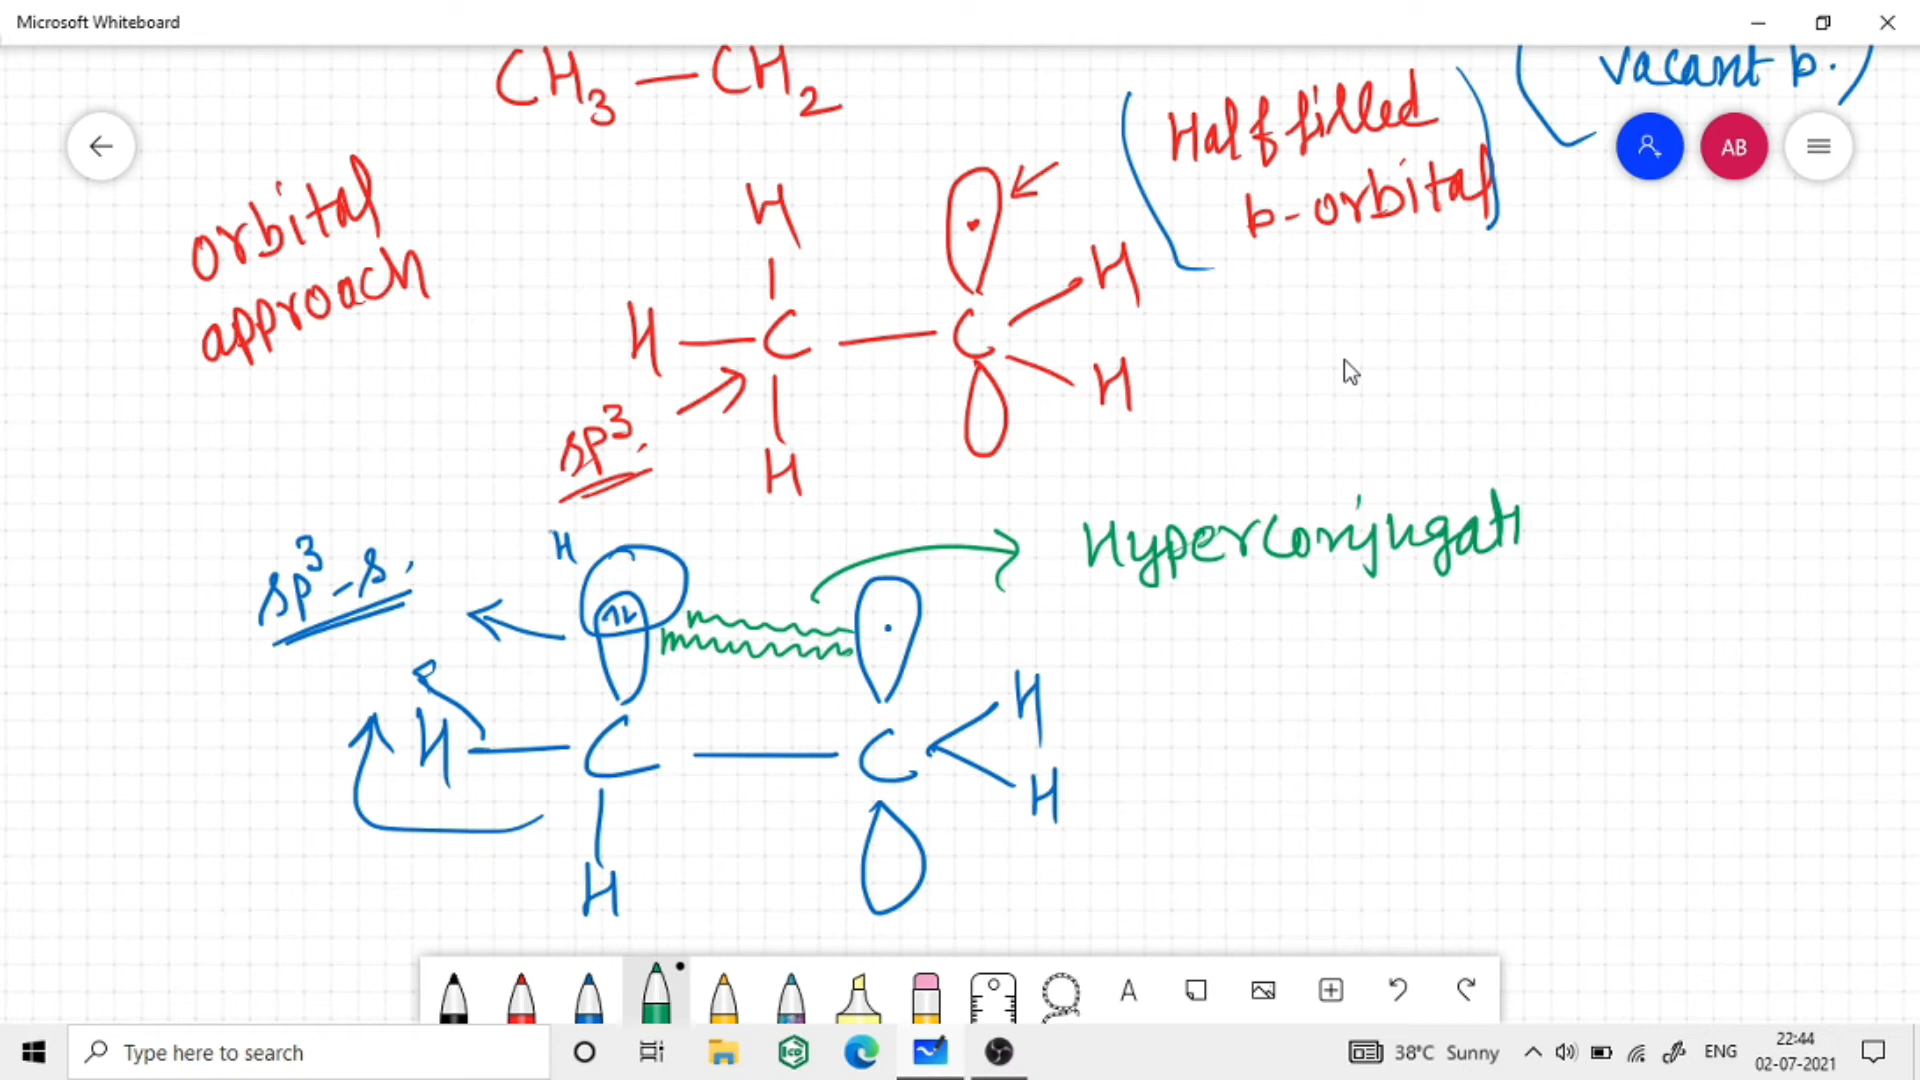 Microsoft Whiteboard
CH3 — CH2
vacant p.
Half filled
p-orbital
AB
orbital
approach
H
H — C — C
H
H
sp3.
H
sp3-s.
H
Hyperconjugati
H — C — C
H
H
H
A
Type here to search
38°C Sunny
ENG
22:44
02-07-2021